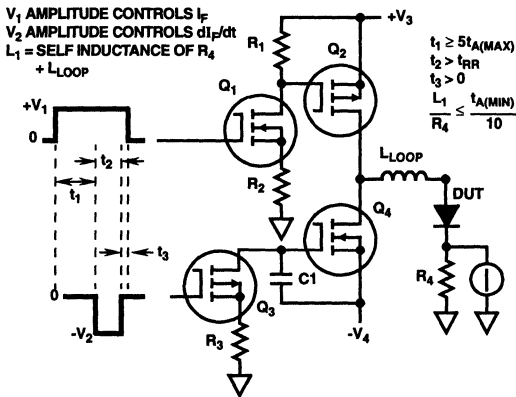 V1 AMPLITUDE CONTROLS IF
V2 AMPLITUDE CONTROLS dIF/dt
L1 = SELF INDUCTANCE OF R4
+ LLOOP
+V3
R1
Q2
t1 ≥ 5tA(MAX)
t2 > tRR
t3 > 0
L1/R4 ≤ tA(MIN)/10
Q1
+V1
0
t2
t1
R2
LLOOP
DUT
Q4
t3
C1
R4
0
-V2
Q3
R3
-V4